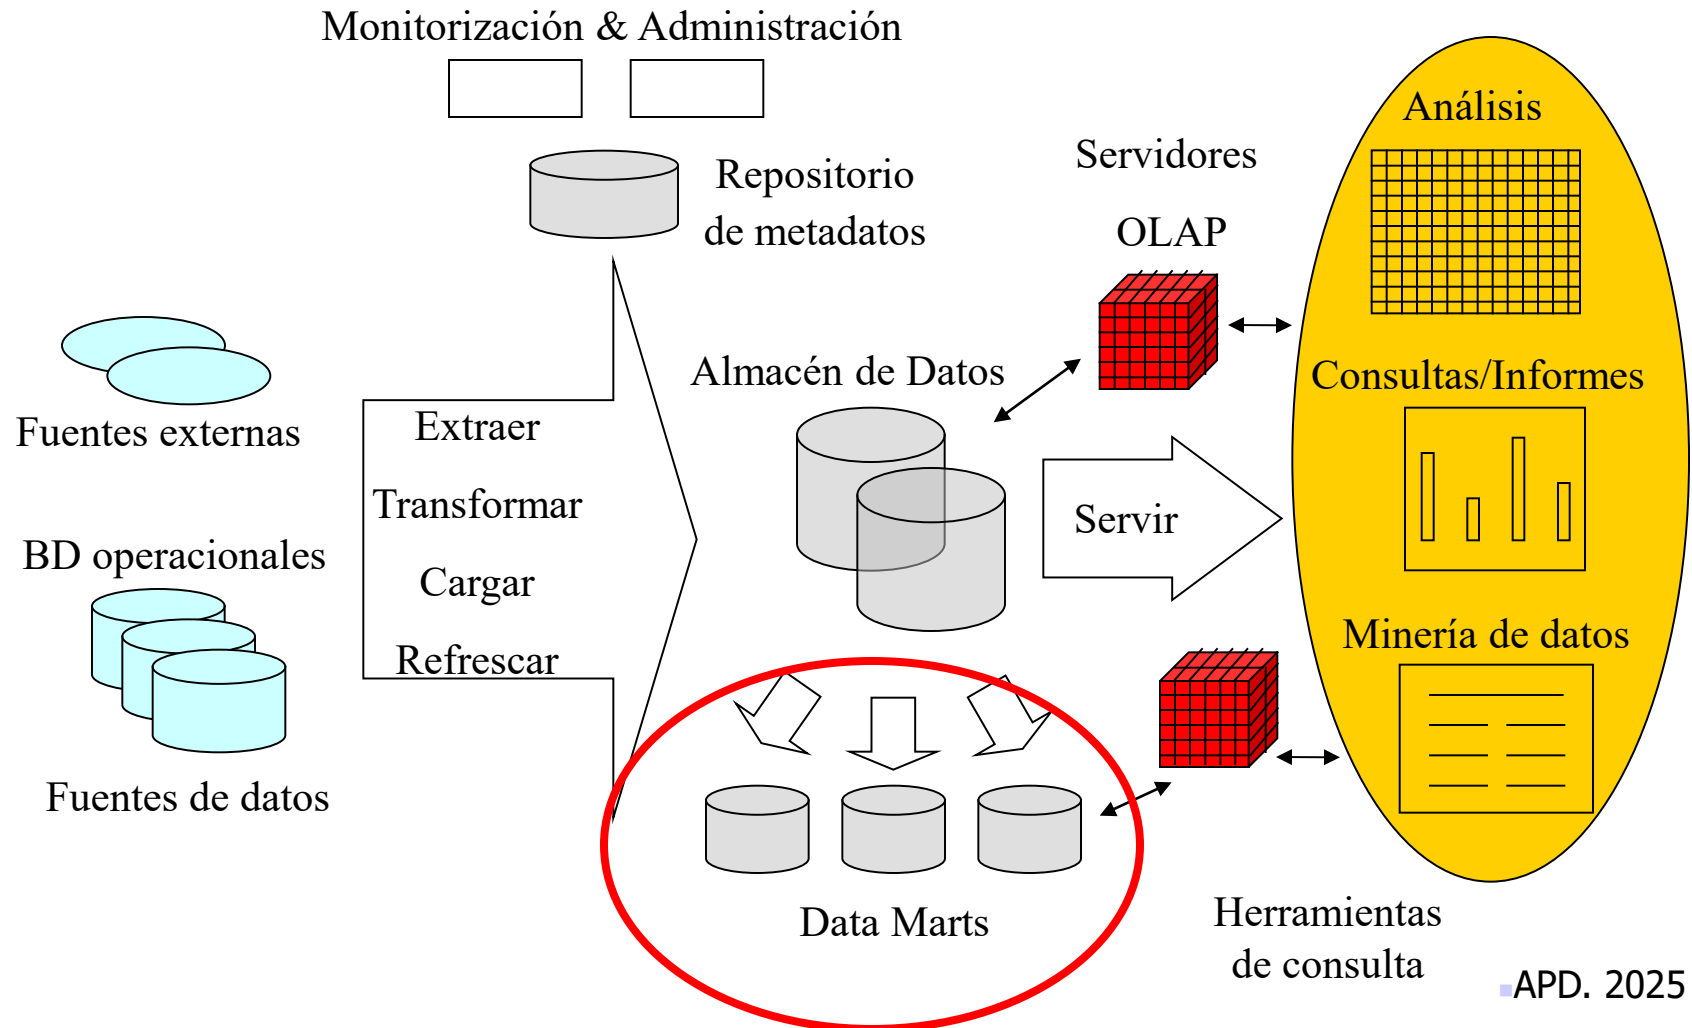 Monitorización & Administración
Repositorio
de metadatos
Servidores
OLAP
Análisis
Fuentes externas
Almacén de Datos
Consultas/Informes
Extraer
Transformar
Cargar
Refrescar
Servir
BD operacionales
Minería de datos
Fuentes de datos
Data Marts
Herramientas
de consulta
APD. 2025